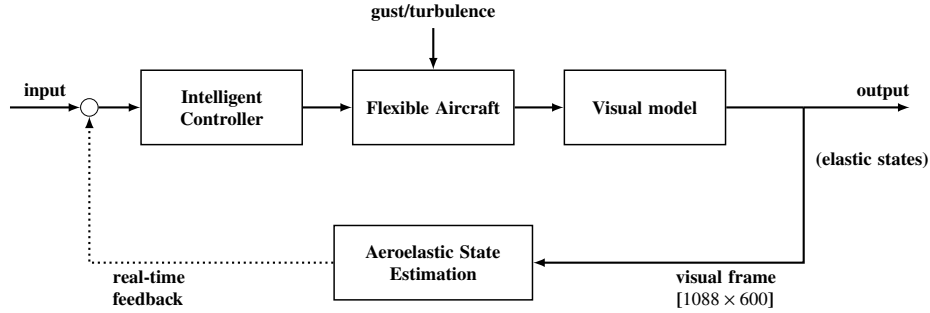 gust/turbulence
input
Intelligent
Controller
Flexible Aircraft
Visual model
output
(elastic states)
Aeroelastic State
Estimation
real-time
feedback
visual frame
[1088 × 600]